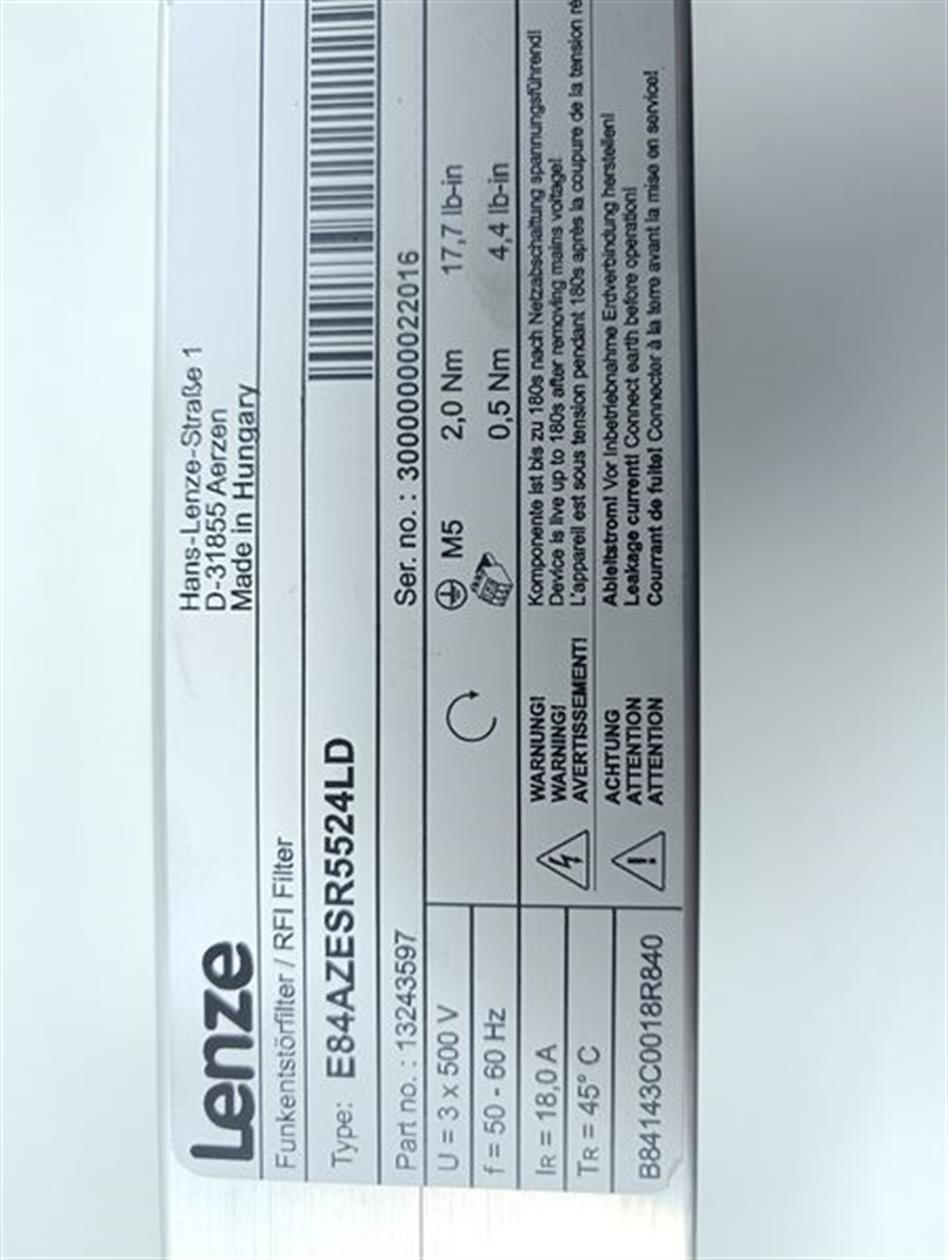 Lenze
Hans-Lenze-Straße 1
D-31855 Aerzen
Made in Hungary
Funkentstörfilter / RFI Filter
Type: E84AZESR5524LD
Part no. : 13243597
Ser. no. : 3000000000022016
U = 3 x 500 V
f = 50 - 60 Hz
IR = 18,0 A
TR = 45° C
B84143C0018R840
M5 2,0 Nm 17,7 lb-in
0,5 Nm 4,4 lb-in
WARNUNG! Komponente ist bis zu 180s nach Netzabschaltung spannungsführend!
WARNING! Device is live up to 180s after removing mains voltage!
AVERTISSEMENT! L'appareil est sous tension pendant 180s après la coupure de la tension ré
ACHTUNG Ableitstrom! Vor Inbetriebnahme Erdverbindung herstellen!
ATTENTION Leakage current! Connect earth before operation!
ATTENTION Courrant de fuite! Connecter à la terre avant la mise en service!